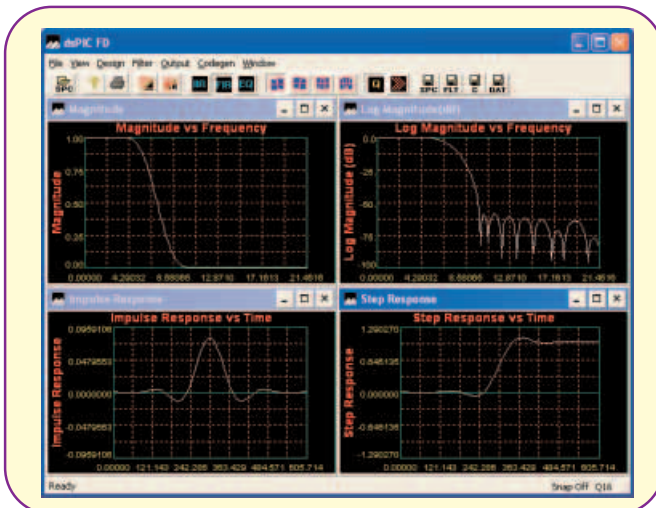 dsPIC FD
File View Design Filter Output Codegen Window
SPC IIR FIR EQ Q SPC FLT C DAT
Magnitude
Magnitude vs Frequency
Magnitude
1.00
0.75
0.50
0.25
0.00
0.00000 4.29032 12.8710 17.1613 21.4516
Log Magnitude(dB)
Log Magnitude vs Frequency
Log Magnitude (dB)
0.0
-25
-50
-75
-100
0.00000 4.29032 12.8710 17.1613 21.4516
Impulse Response
Impulse Response vs Time
Impulse Response
0.0959106
0.0479553
0.0000000
-0.0479553
-0.0959106
0.00000 121.143 242.286 363.429 484.571 605.714
Step Response
Step Response vs Time
Step Response
1.290276
0.645138
0.000000
-1.290276
0.00000 121.143 242.286 363.429 484.571 605.714
Ready
Snap Off Q16